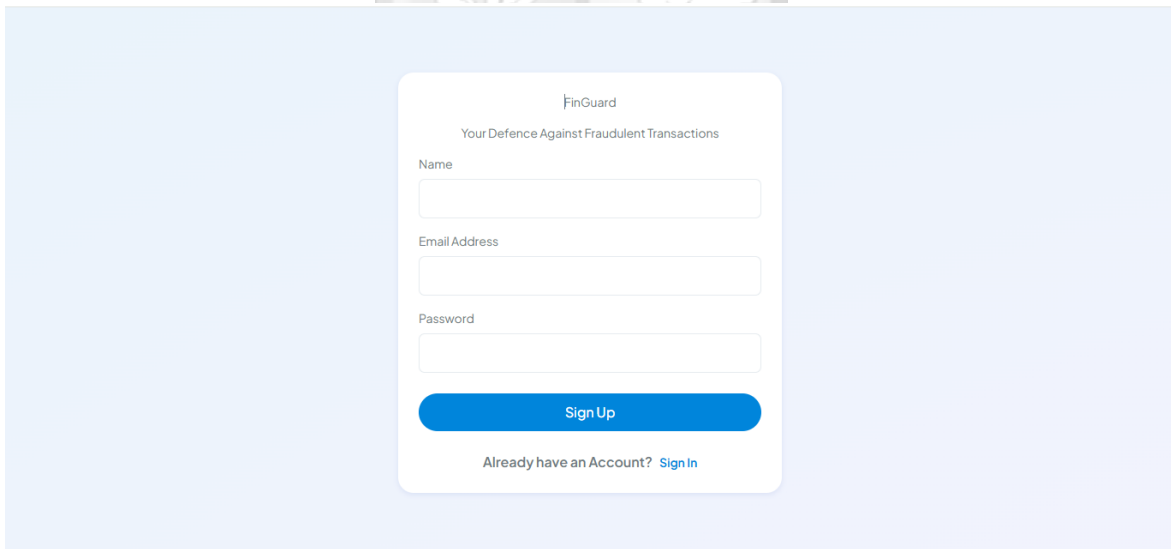 FinGuard
Your Defence Against Fraudulent Transactions
Name
Email Address
Password
Sign Up
Already have an Account? Sign In